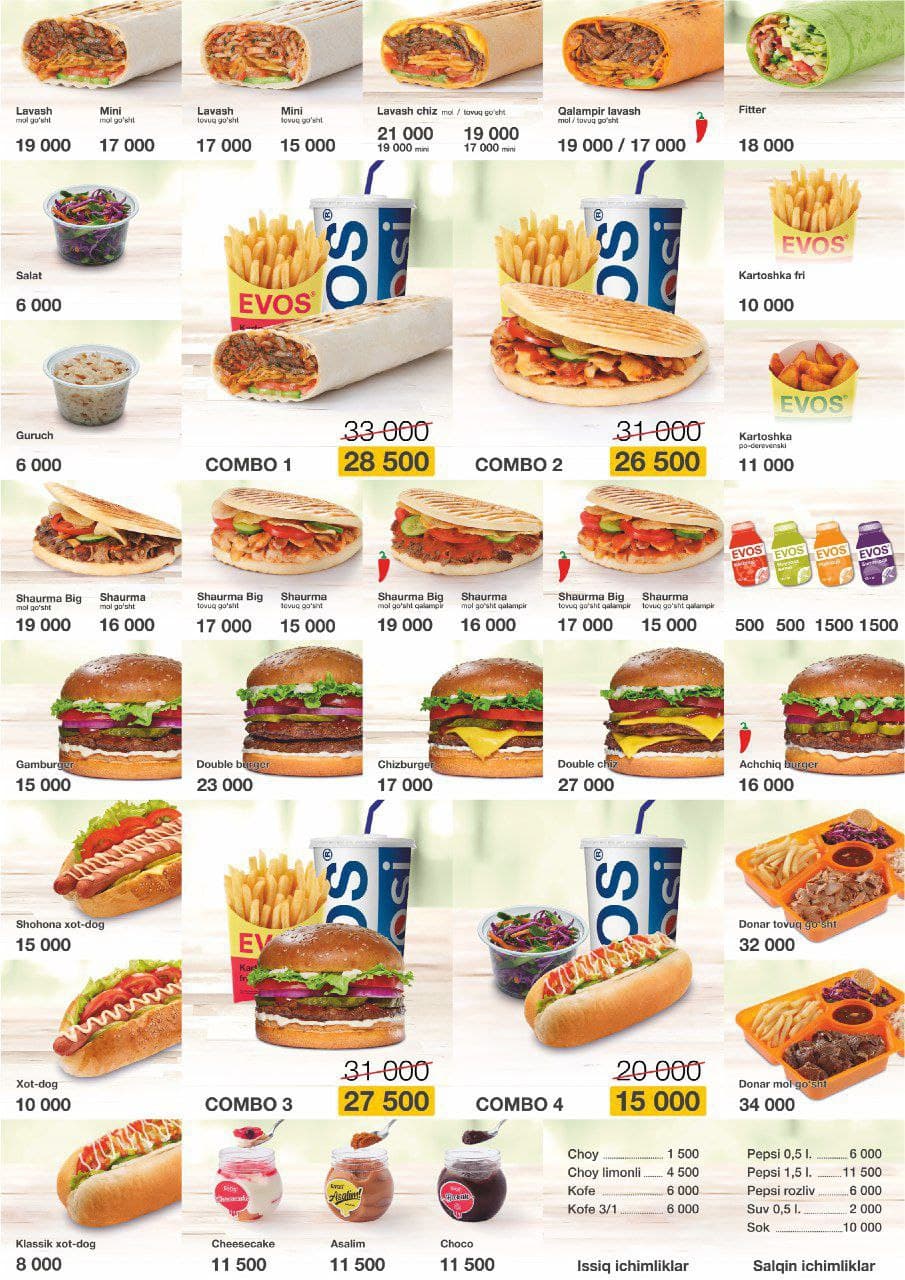 Lavash
mol go'sht
19 000
Mini
mol go'sht
17 000
Lavash
tovuq go'sht
17 000
Mini
tovuq go'sht
15 000
Lavash chiz mol / tovuq go'sht
21 000 19 000
19 000 mini 17 000 mini
Qalampir lavash
mol / tovuq go'sht
19 000 / 17 000
Fitter
18 000
Salat
6 000
Guruch
6 000
EVOS®
33 000
COMBO 1 28 500
EVOS
31 000
COMBO 2 26 500
EVOS®
Kartoshka fri
10 000
EVOS®
Kartoshka
po-derevenski
11 000
Shaurma Big
mol go'sht
19 000
Shaurma
mol go'sht
16 000
Shaurma Big
tovuq go'sht
17 000
Shaurma
tovuq go'sht
15 000
Shaurma Big
mol go'sht qalampir
19 000
Shaurma
mol go'sht qalampir
16 000
Shaurma Big
tovuq go'sht qalampir
17 000
Shaurma
tovuq go'sht qalampir
15 000
EVOS EVOS EVOS EVOS
500 500 1500 1500
Gamburger
15 000
Double burger
23 000
Chizburger
17 000
Double chiz
27 000
Achchiq burger
16 000
Shohona xot-dog
15 000
Xot-dog
10 000
31 000
COMBO 3 27 500
20 000
COMBO 4 15 000
Donar tovuq go'sht
32 000
Donar mol go'sht
34 000
Klassik xot-dog
8 000
Cheesecake
Cheesecake
11 500
Asalim!
Asalim
11 500
Choco
11 500
Choy ................ 1 500
Choy limonli ..... 4 500
Kofe ................ 6 000
Kofe 3/1 ........... 6 000
Issiq ichimliklar
Pepsi 0,5 l. ........ 6 000
Pepsi 1,5 l. ....... 11 500
Pepsi rozliv ....... 6 000
Suv 0,5 l. .......... 2 000
Sok .................. 10 000
Salqin ichimliklar